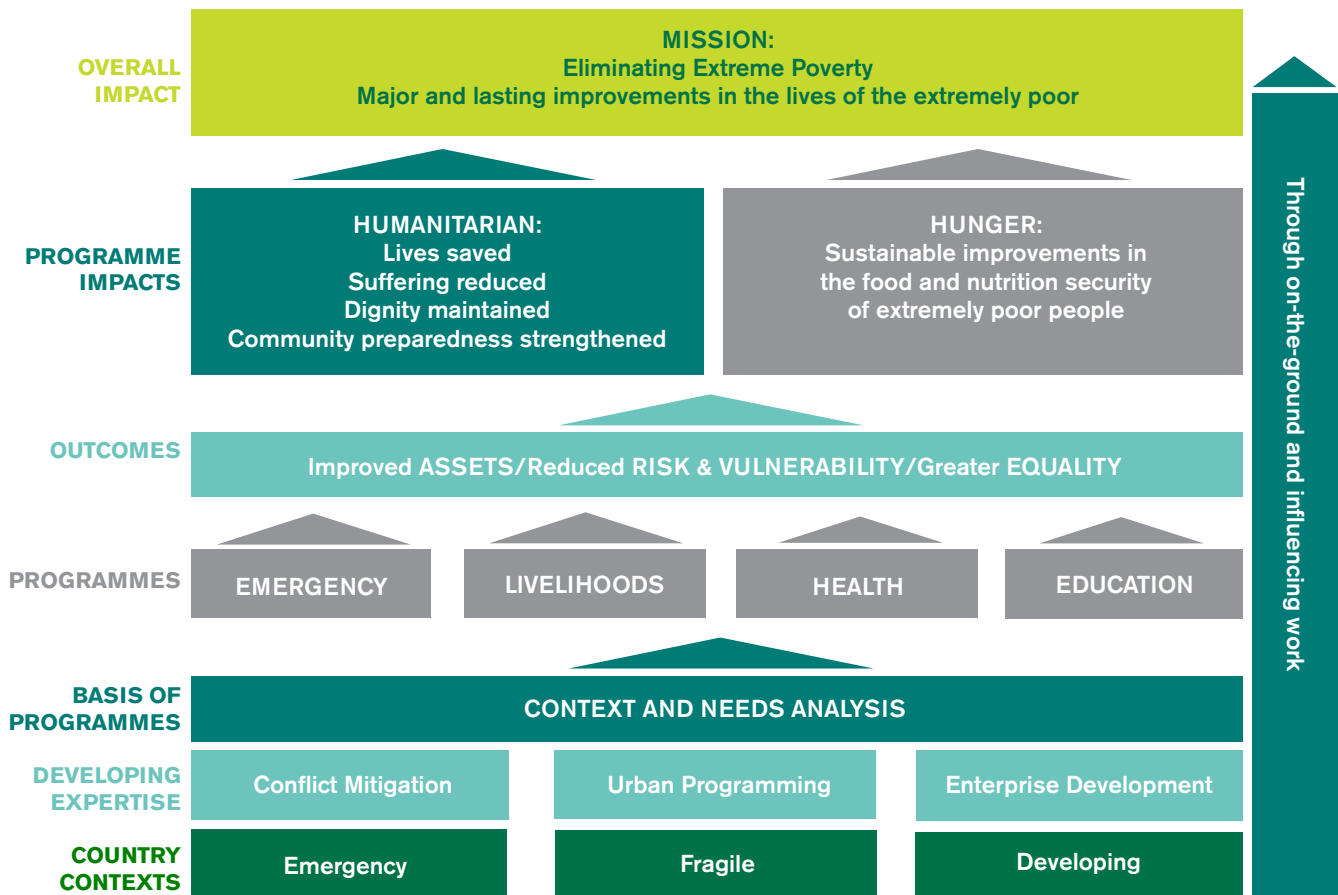 OVERALL
IMPACT
MISSION:
Eliminating Extreme Poverty
Major and lasting improvements in the lives of the extremely poor
PROGRAMME
IMPACTS
HUMANITARIAN:
Lives saved
Suffering reduced
Dignity maintained
Community preparedness strengthened
HUNGER:
Sustainable improvements in
the food and nutrition security
of extremely poor people
OUTCOMES
Improved ASSETS/Reduced RISK & VULNERABILITY/Greater EQUALITY
PROGRAMMES
EMERGENCY
LIVELIHOODS
HEALTH
EDUCATION
BASIS OF
PROGRAMMES
CONTEXT AND NEEDS ANALYSIS
DEVELOPING
EXPERTISE
Conflict Mitigation
Urban Programming
Enterprise Development
COUNTRY
CONTEXTS
Emergency
Fragile
Developing
Through on-the-ground and influencing work